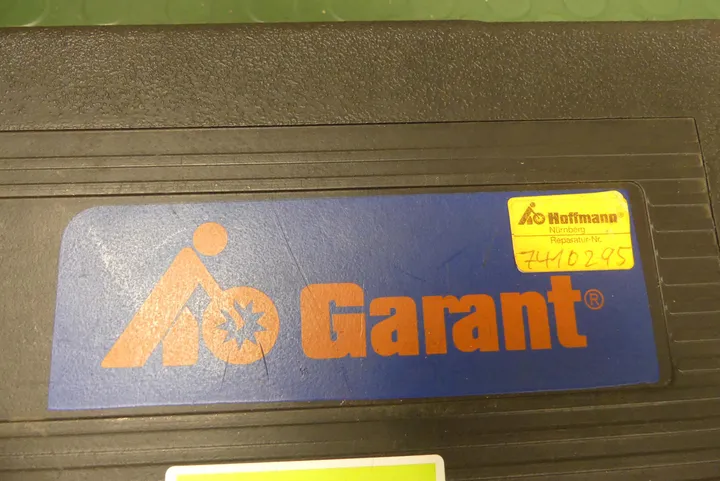 Hoffmann®
Nürnberg
Reparatur-Nr.
7410295
Garant®